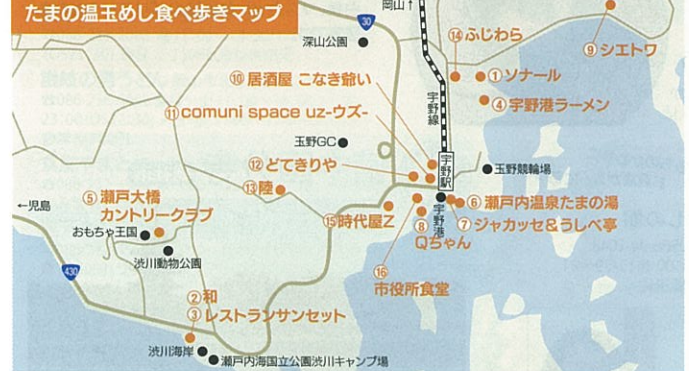 たまの温玉めし食べ歩きマップ
岡山↑
30
深山公園
⑭ふじわら
⑨シエトワ
①ソナール
⑩居酒屋 こなき爺い
④宇野港ラーメン
宇野線
⑪comuni space uz-ウズ-
玉野GC
宇野駅
玉野競輪場
⑫どてきりや
⑬陸
⑤瀬戸大橋
カントリークラブ
←児島
おもちゃ王国
⑥瀬戸内温泉たまの湯
⑮時代屋Z
宇野港
⑦ジャカッセ&うしべ亭
⑧
Qちゃん
渋川動物公園
430
⑯
市役所食堂
②和
③レストランサンセット
渋川海岸
瀬戸内海国立公園渋川キャンプ場